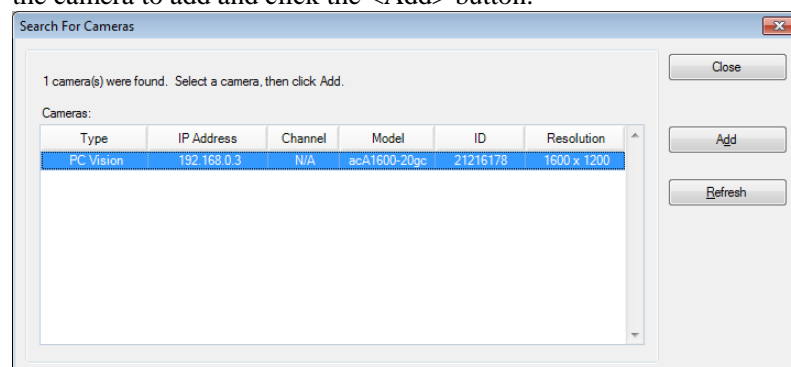 the camera to add and click the <Add> button.
Search For Cameras
Close
1 camera(s) were found. Select a camera, then click Add.
Cameras:
Type IP Address Channel Model ID Resolution
Add
PC Vision 192.168.0.3 N/A acA1600-20gc 21216178 1600 x 1200
Refresh